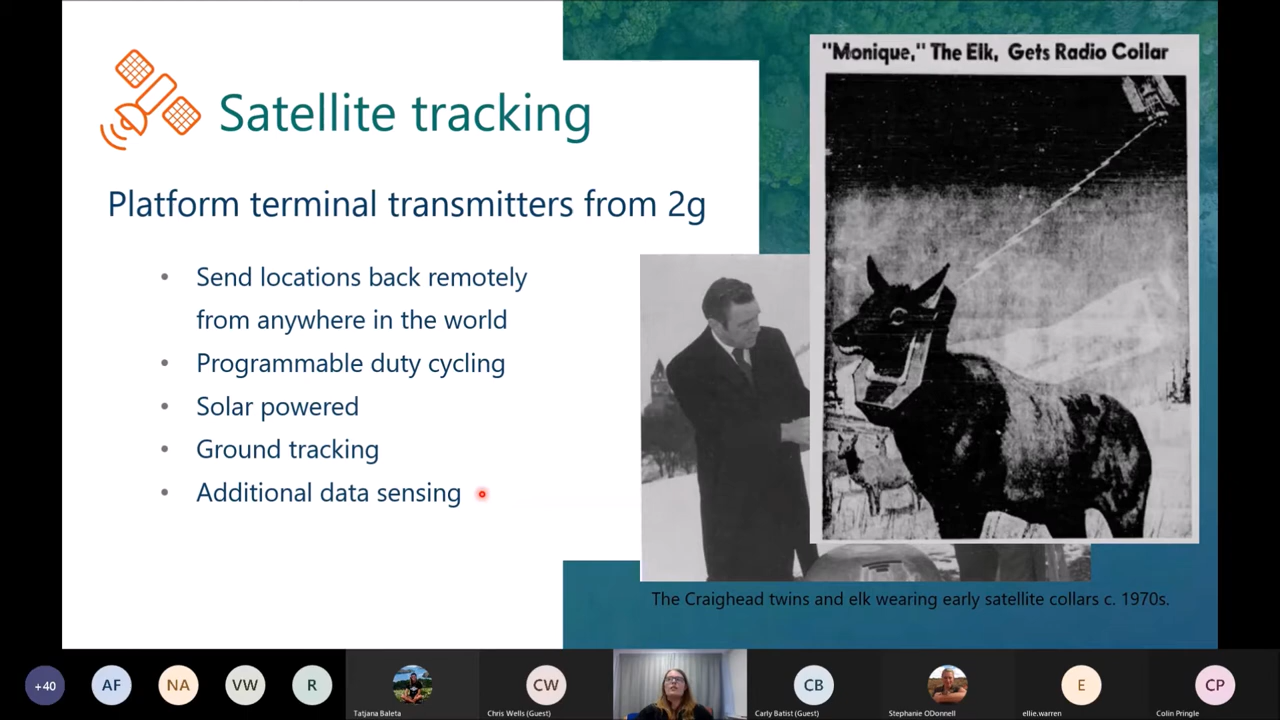 "Monique," The Elk, Gets Radio Collar
Satellite tracking
Platform terminal transmitters from 2g
• Send locations back remotely
from anywhere in the world
• Programmable duty cycling
• Solar powered
• Ground tracking
• Additional data sensing
The Craighead twins and elk wearing early satellite collars c. 1970s.
+40
AF
NA
VW
R
Tatjana Baleta
CW
Chris Wells (Guest)
CB
Carly Batist (Guest)
Stephanie ODonnell
E
ellie.warren
CP
Colin Pringle